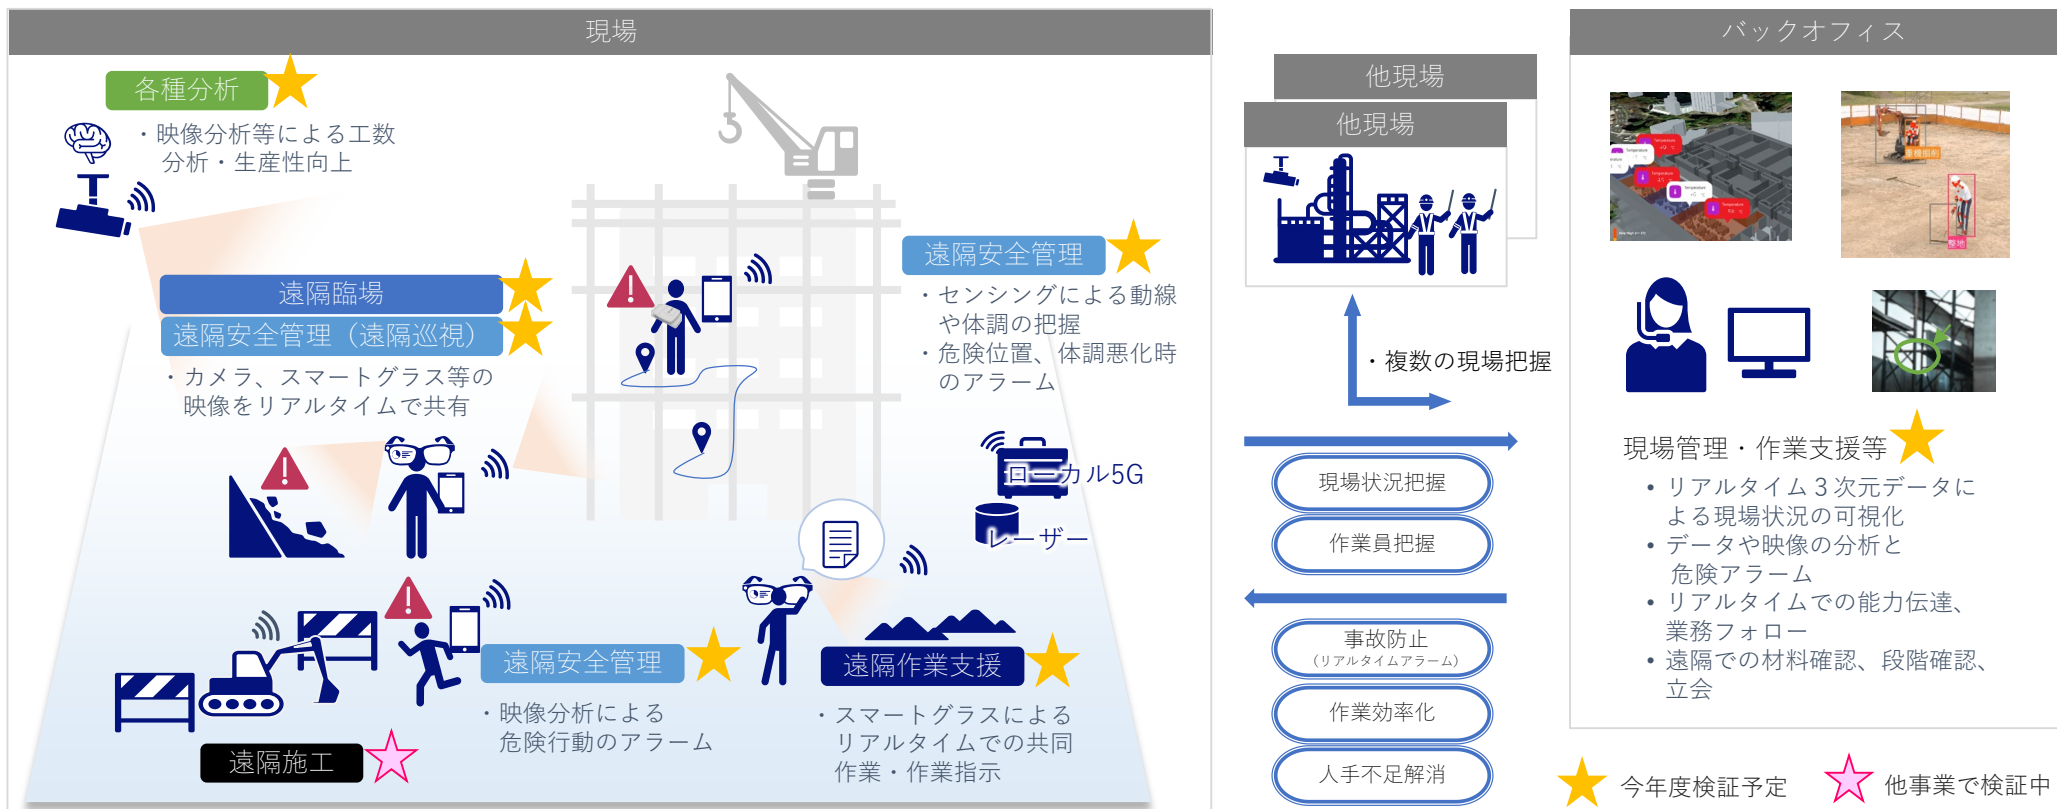 現場
各種分析
・映像分析等による工数
分析・生産性向上
遠隔臨場
遠隔安全管理（遠隔巡視）
・カメラ、スマートグラス等の
映像をリアルタイムで共有
遠隔安全管理
・センシングによる動線
や体調の把握
・危険位置、体調悪化時
のアラーム
ローカル5G
レーザー
遠隔安全管理
・映像分析による
危険行動のアラーム
遠隔作業支援
・スマートグラスによる
リアルタイムでの共同
作業・作業指示
遠隔施工
他現場
他現場
・複数の現場把握
現場状況把握
作業員把握
事故防止
（リアルタイムアラーム）
作業効率化
人手不足解消
バックオフィス
Temperature
Temperature
Temperature
Temperature
重機掘削
整地
現場管理・作業支援等
• リアルタイム３次元データに
よる現場状況の可視化
• データや映像の分析と
危険アラーム
• リアルタイムでの能力伝達、
業務フォロー
• 遠隔での材料確認、段階確認、
立会
今年度検証予定
他事業で検証中